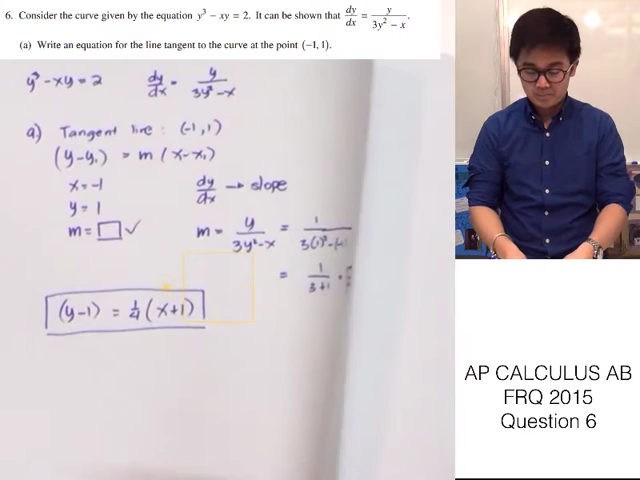 6. Consider the curve given by the equation y³ − xy = 2. It can be shown that dy/dx = y/(3y² − x).
(a) Write an equation for the line tangent to the curve at the point (−1, 1).
y³ - xy = 2   dy/dx = y/(3y²-x)
a) Tangent line : (-1, 1)
(y-y₁) = m (x-x₁)
x = -1   dy/dx → slope
y = 1
m = □ ✓   m = y/(3y²-x) = 1/(3(1)²-(-1)
= 1/(3+1) =
(y-1) = 1/4 (x+1)
AP CALCULUS AB
FRQ 2015
Question 6